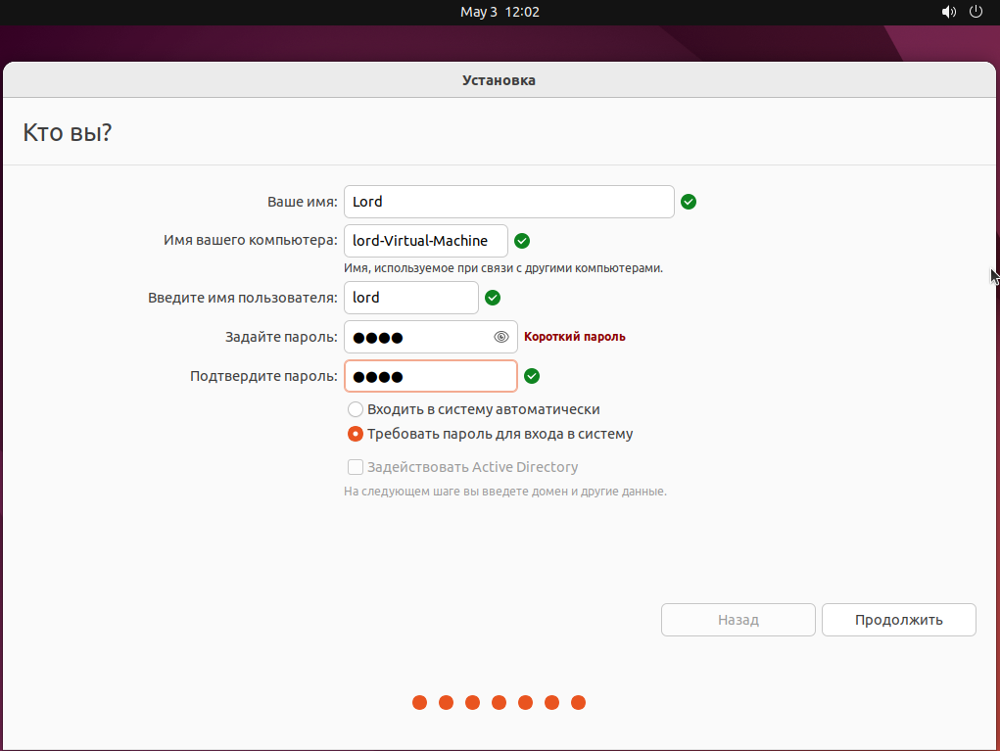 May 3 12:02
Установка
Кто вы?
Ваше имя: Lord
Имя вашего компьютера: lord-Virtual-Machine
Имя, используемое при связи с другими компьютерами.
Введите имя пользователя: lord
Задайте пароль: ●●●● Короткий пароль
Подтвердите пароль: ●●●●
Входить в систему автоматически
Требовать пароль для входа в систему
Задействовать Active Directory
На следующем шаге вы введете домен и другие данные.
Назад Продолжить